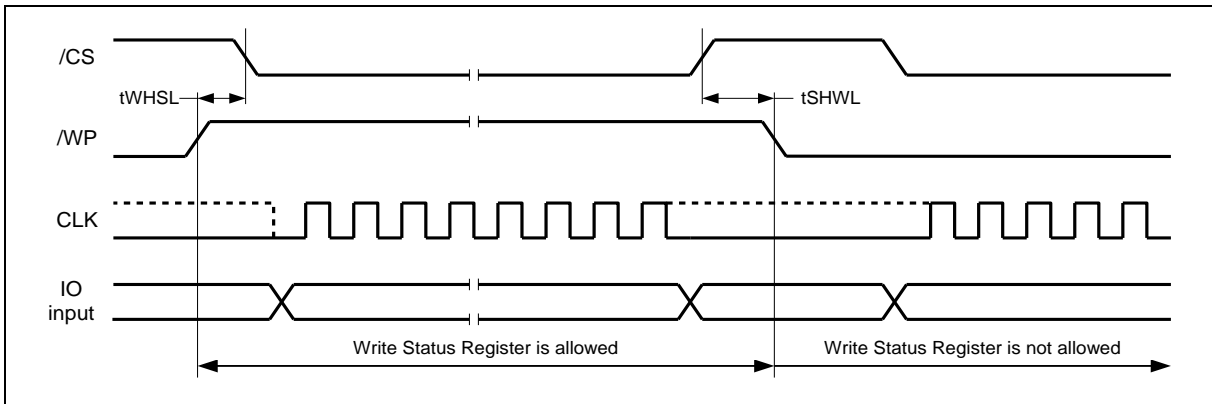 /CS
tWHSL
tSHWL
/WP
CLK
IO
input
Write Status Register is allowed
Write Status Register is not allowed